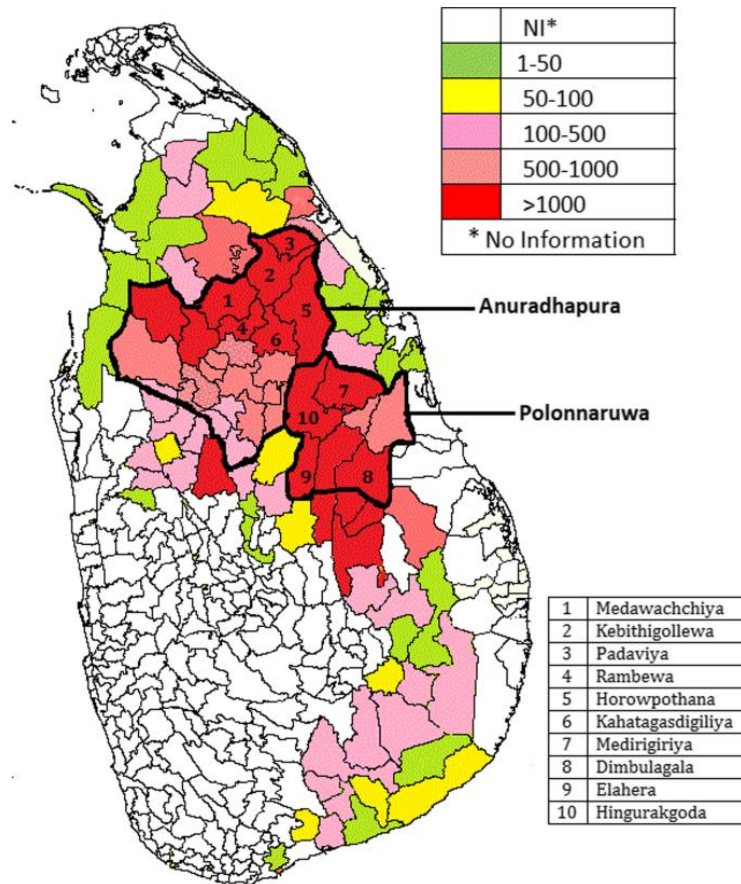 NI*
1-50
50-100
100-500
500-1000
>1000
* No Information
3
2
1
5
4
6
Anuradhapura
7
10
Polonnaruwa
9
8
1 Medawachchiya
2 Kebithigollewa
3 Padaviya
4 Rambewa
5 Horowpothana
6 Kahatagasdigiliya
7 Medirigiriya
8 Dimbulagala
9 Elahera
10 Hingurakgoda